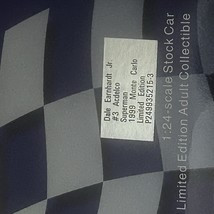 Dale Earnhardt Jr.
#3 Acdelco
Superman
1999 Monte Carlo
Limited Edition
P249935215-3
1:24-scale Stock Car
Limited Edition Adult Collectible